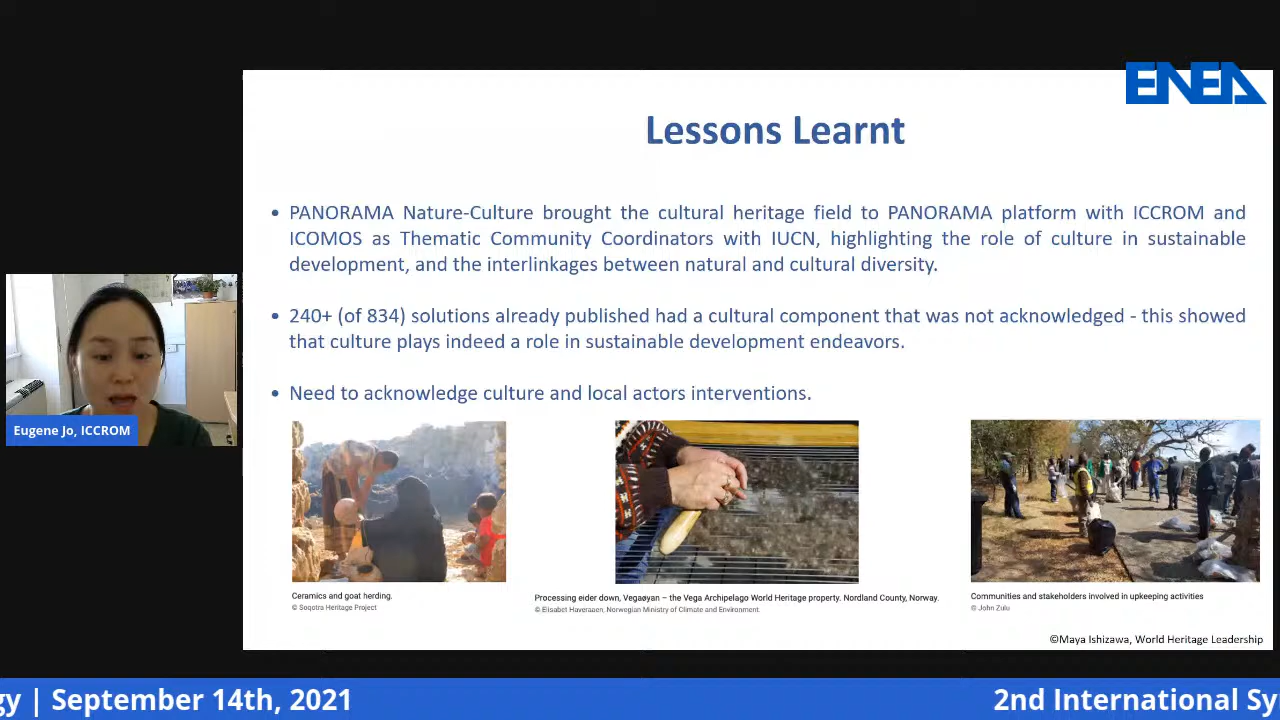 ENEA
Lessons Learnt
• PANORAMA Nature-Culture brought the cultural heritage field to PANORAMA platform with ICCROM and
ICOMOS as Thematic Community Coordinators with IUCN, highlighting the role of culture in sustainable
development, and the interlinkages between natural and cultural diversity.
• 240+ (of 834) solutions already published had a cultural component that was not acknowledged - this showed
that culture plays indeed a role in sustainable development endeavors.
• Need to acknowledge culture and local actors interventions.
Eugene Jo, ICCROM
Ceramics and goat herding.
© Soqotra Heritage Project
Processing eider down, Vegaøyan – the Vega Archipelago World Heritage property. Nordland County, Norway.
© Elisabet Haveraaen, Norwegian Ministry of Climate and Environment.
Communities and stakeholders involved in upkeeping activities
© John Zulu
©Maya Ishizawa, World Heritage Leadership
gy | September 14th, 2021
2nd International Sy